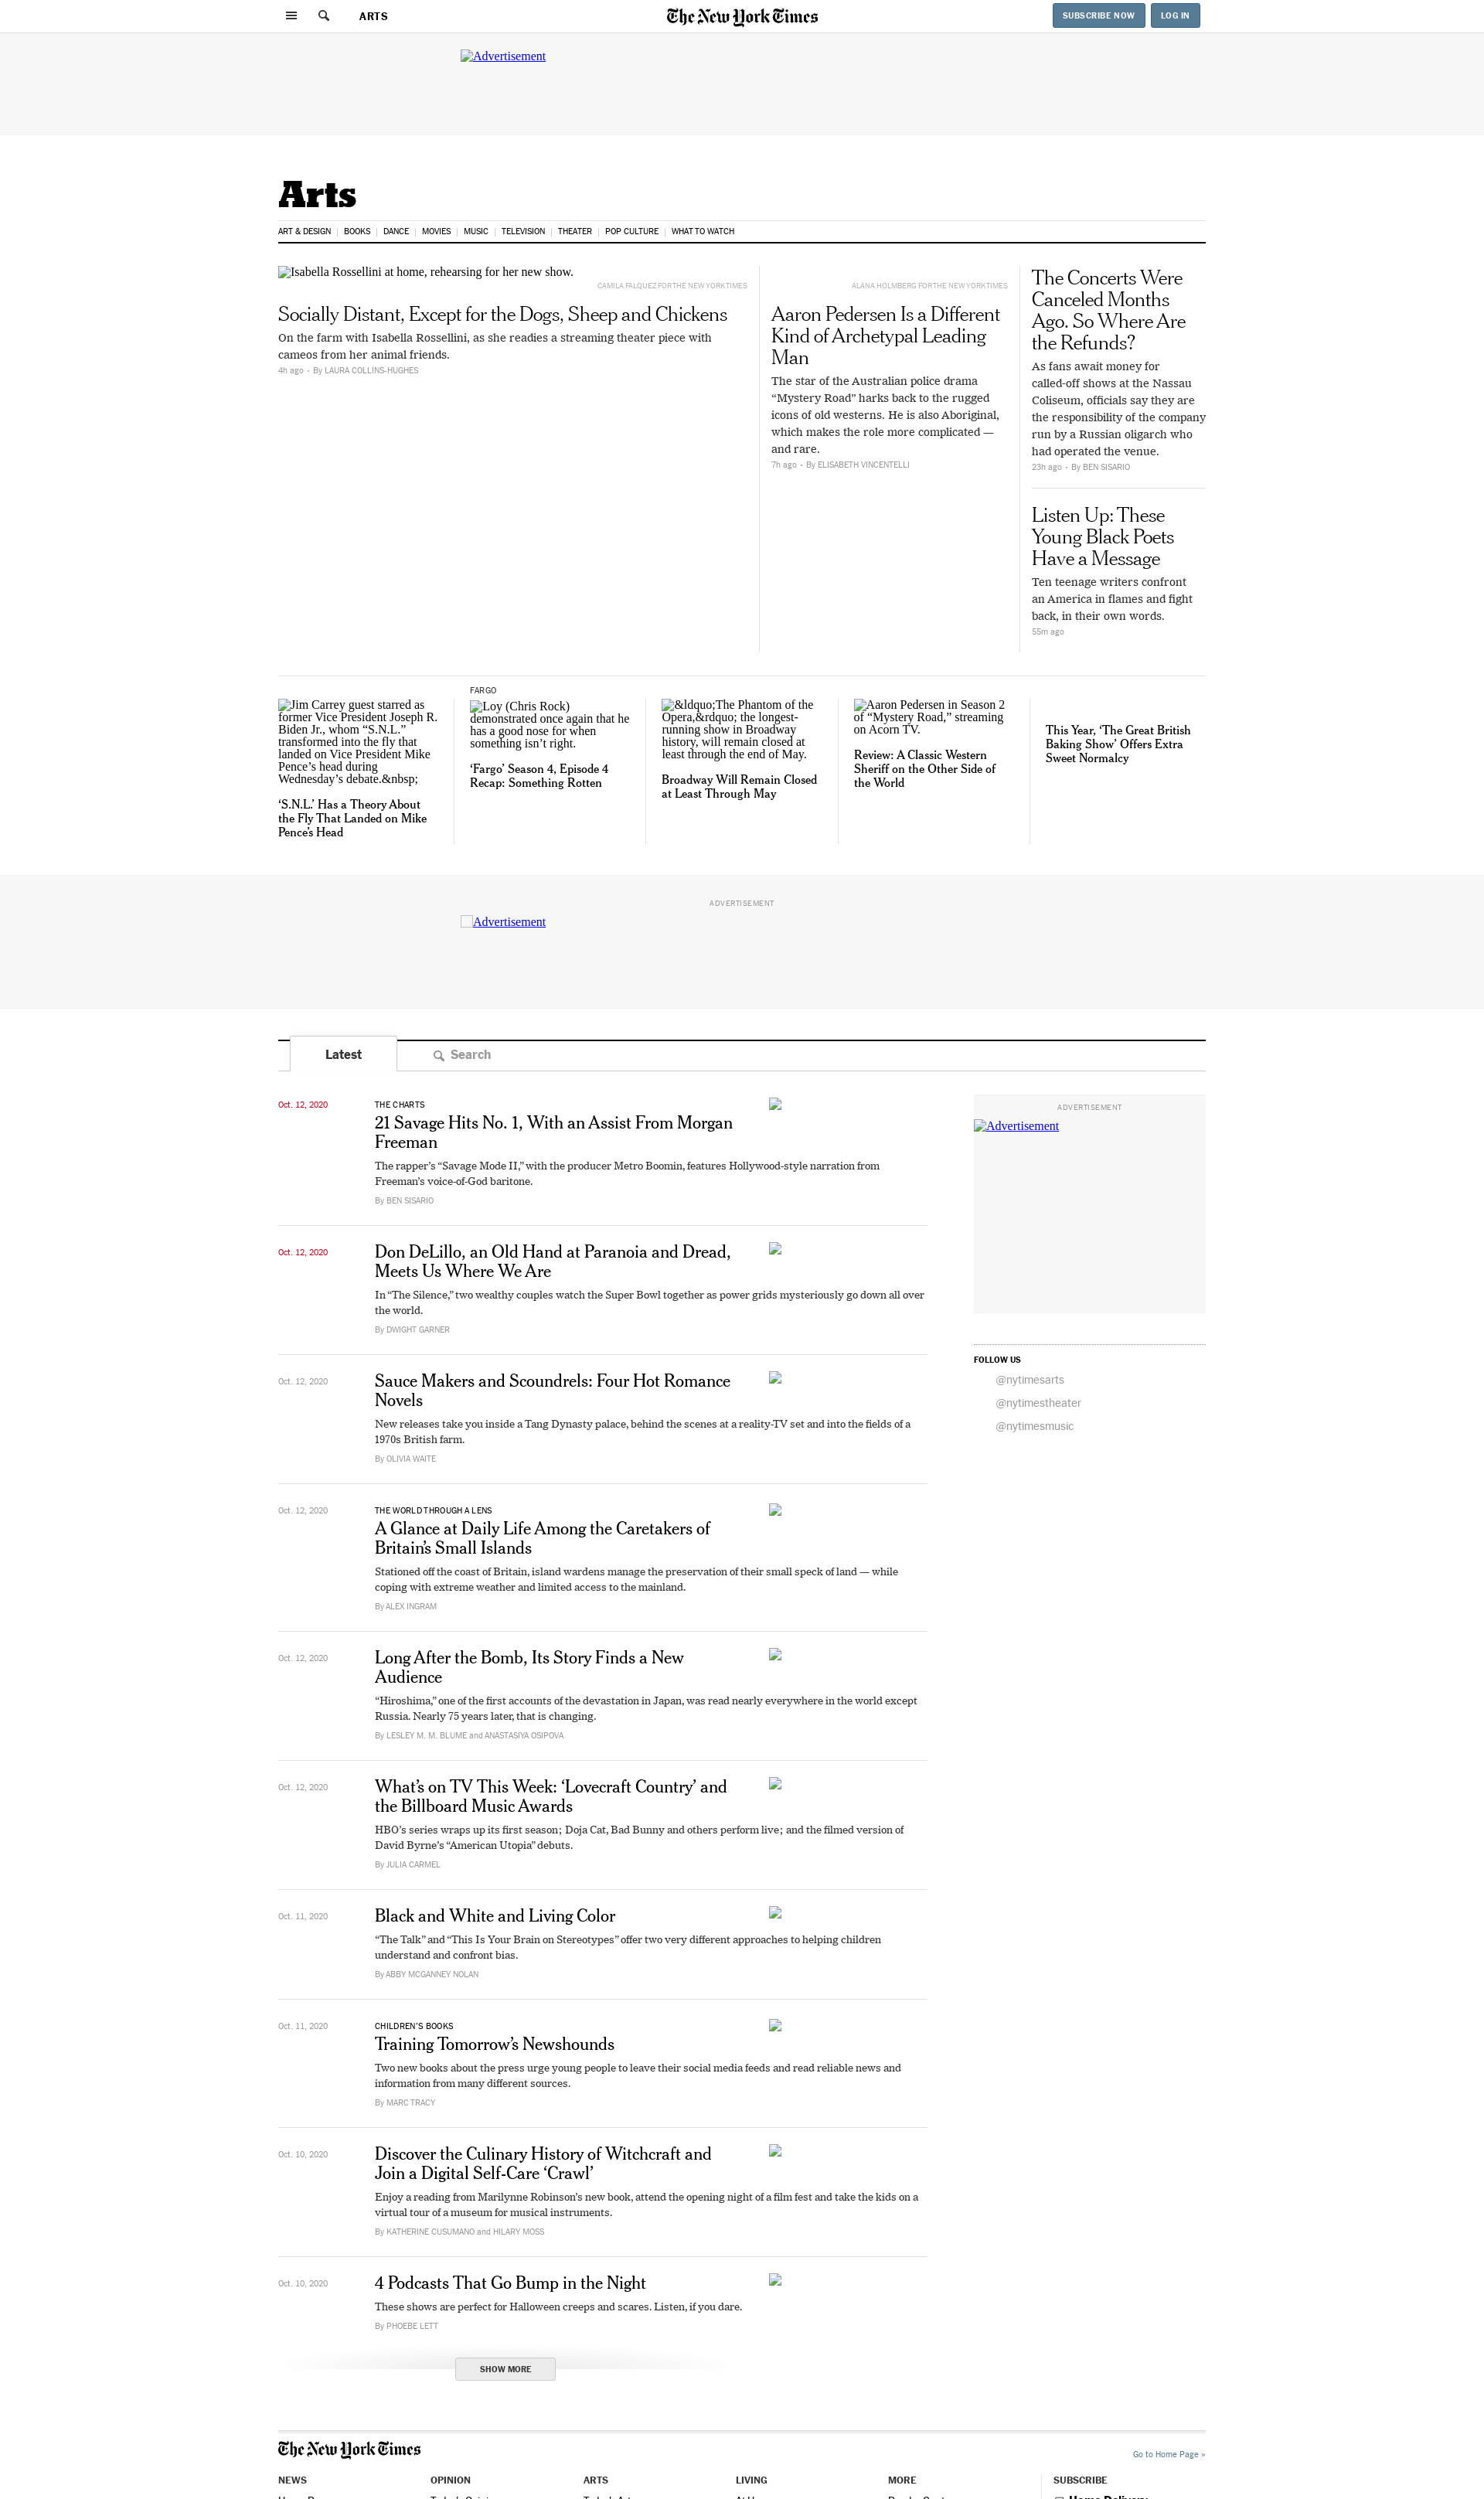 ARTS
The New York Times
SUBSCRIBE NOW
LOG IN
Advertisement
Arts
ART & DESIGN
BOOKS
DANCE
MOVIES
MUSIC
TELEVISION
THEATER
POP CULTURE
WHAT TO WATCH
Isabella Rossellini at home, rehearsing for her new show.
CAMILA FALQUEZ FOR THE NEW YORK TIMES
Socially Distant, Except for the Dogs, Sheep and Chickens
On the farm with Isabella Rossellini, as she readies a streaming theater piece with
cameos from her animal friends.
4h ago • By LAURA COLLINS-HUGHES
ALANA HOLMBERG FOR THE NEW YORK TIMES
Aaron Pedersen Is a Different
Kind of Archetypal Leading
Man
The star of the Australian police drama
“Mystery Road” harks back to the rugged
icons of old westerns. He is also Aboriginal,
which makes the role more complicated —
and rare.
7h ago • By ELISABETH VINCENTELLI
The Concerts Were
Canceled Months
Ago. So Where Are
the Refunds?
As fans await money for
called-off shows at the Nassau
Coliseum, officials say they are
the responsibility of the company
run by a Russian oligarch who
had operated the venue.
23h ago • By BEN SISARIO
Listen Up: These
Young Black Poets
Have a Message
Ten teenage writers confront
an America in flames and fight
back, in their own words.
55m ago
Jim Carrey guest starred as
former Vice President Joseph R.
Biden Jr., whom “S.N.L.”
transformed into the fly that
landed on Vice President Mike
Pence’s head during
Wednesday’s debate.&nbsp;
‘S.N.L.’ Has a Theory About
the Fly That Landed on Mike
Pence’s Head
FARGO
Loy (Chris Rock)
demonstrated once again that he
has a good nose for when
something isn’t right.
‘Fargo’ Season 4, Episode 4
Recap: Something Rotten
&ldquo;The Phantom of the
Opera,&rdquo; the longest-
running show in Broadway
history, will remain closed at
least through the end of May.
Broadway Will Remain Closed
at Least Through May
Aaron Pedersen in Season 2
of “Mystery Road,” streaming
on Acorn TV.
Review: A Classic Western
Sheriff on the Other Side of
the World
This Year, ‘The Great British
Baking Show’ Offers Extra
Sweet Normalcy
ADVERTISEMENT
Advertisement
Latest
Search
Oct. 12, 2020
THE CHARTS
21 Savage Hits No. 1, With an Assist From Morgan
Freeman
The rapper’s “Savage Mode II,” with the producer Metro Boomin, features Hollywood-style narration from
Freeman’s voice-of-God baritone.
By BEN SISARIO
Oct. 12, 2020
Don DeLillo, an Old Hand at Paranoia and Dread,
Meets Us Where We Are
In “The Silence,” two wealthy couples watch the Super Bowl together as power grids mysteriously go down all over
the world.
By DWIGHT GARNER
Oct. 12, 2020
Sauce Makers and Scoundrels: Four Hot Romance
Novels
New releases take you inside a Tang Dynasty palace, behind the scenes at a reality-TV set and into the fields of a
1970s British farm.
By OLIVIA WAITE
Oct. 12, 2020
THE WORLD THROUGH A LENS
A Glance at Daily Life Among the Caretakers of
Britain’s Small Islands
Stationed off the coast of Britain, island wardens manage the preservation of their small speck of land — while
coping with extreme weather and limited access to the mainland.
By ALEX INGRAM
Oct. 12, 2020
Long After the Bomb, Its Story Finds a New
Audience
“Hiroshima,” one of the first accounts of the devastation in Japan, was read nearly everywhere in the world except
Russia. Nearly 75 years later, that is changing.
By LESLEY M. M. BLUME and ANASTASIYA OSIPOVA
Oct. 12, 2020
What’s on TV This Week: ‘Lovecraft Country’ and
the Billboard Music Awards
HBO’s series wraps up its first season; Doja Cat, Bad Bunny and others perform live; and the filmed version of
David Byrne’s “American Utopia” debuts.
By JULIA CARMEL
Oct. 11, 2020
Black and White and Living Color
“The Talk” and “This Is Your Brain on Stereotypes” offer two very different approaches to helping children
understand and confront bias.
By ABBY MCGANNEY NOLAN
Oct. 11, 2020
CHILDREN’S BOOKS
Training Tomorrow’s Newshounds
Two new books about the press urge young people to leave their social media feeds and read reliable news and
information from many different sources.
By MARC TRACY
Oct. 10, 2020
Discover the Culinary History of Witchcraft and
Join a Digital Self-Care ‘Crawl’
Enjoy a reading from Marilynne Robinson’s new book, attend the opening night of a film fest and take the kids on a
virtual tour of a museum for musical instruments.
By KATHERINE CUSUMANO and HILARY MOSS
Oct. 10, 2020
4 Podcasts That Go Bump in the Night
These shows are perfect for Halloween creeps and scares. Listen, if you dare.
By PHOEBE LETT
SHOW MORE
ADVERTISEMENT
Advertisement
FOLLOW US
@nytimesarts
@nytimestheater
@nytimesmusic
The New York Times
Go to Home Page »
NEWS
OPINION
ARTS
LIVING
MORE
SUBSCRIBE